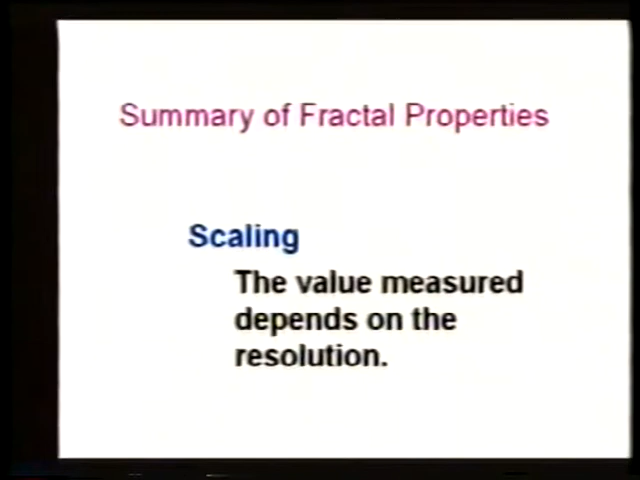 Summary of Fractal Properties
Scaling
The value measured
depends on the
resolution.